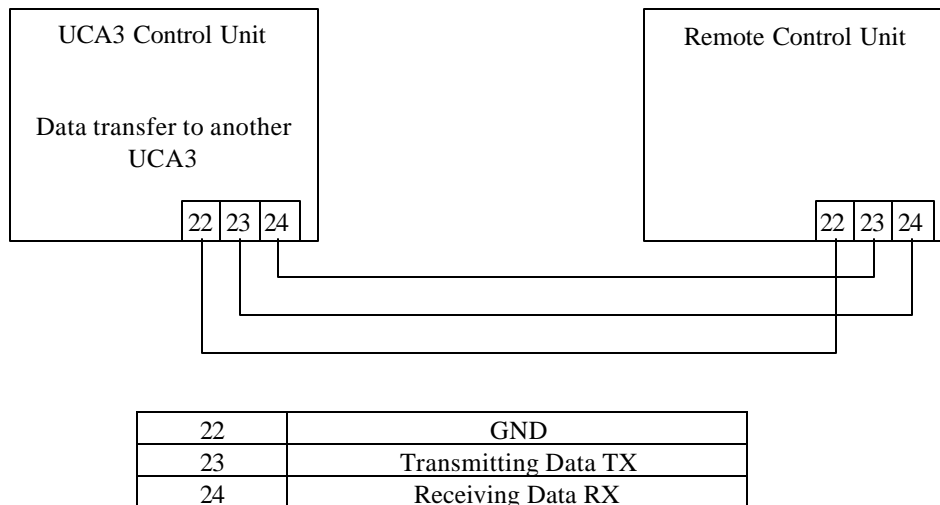 UCA3 Control Unit
Data transfer to another
UCA3
22 23 24
Remote Control Unit
22 23 24
22 GND
23 Transmitting Data TX
24 Receiving Data RX